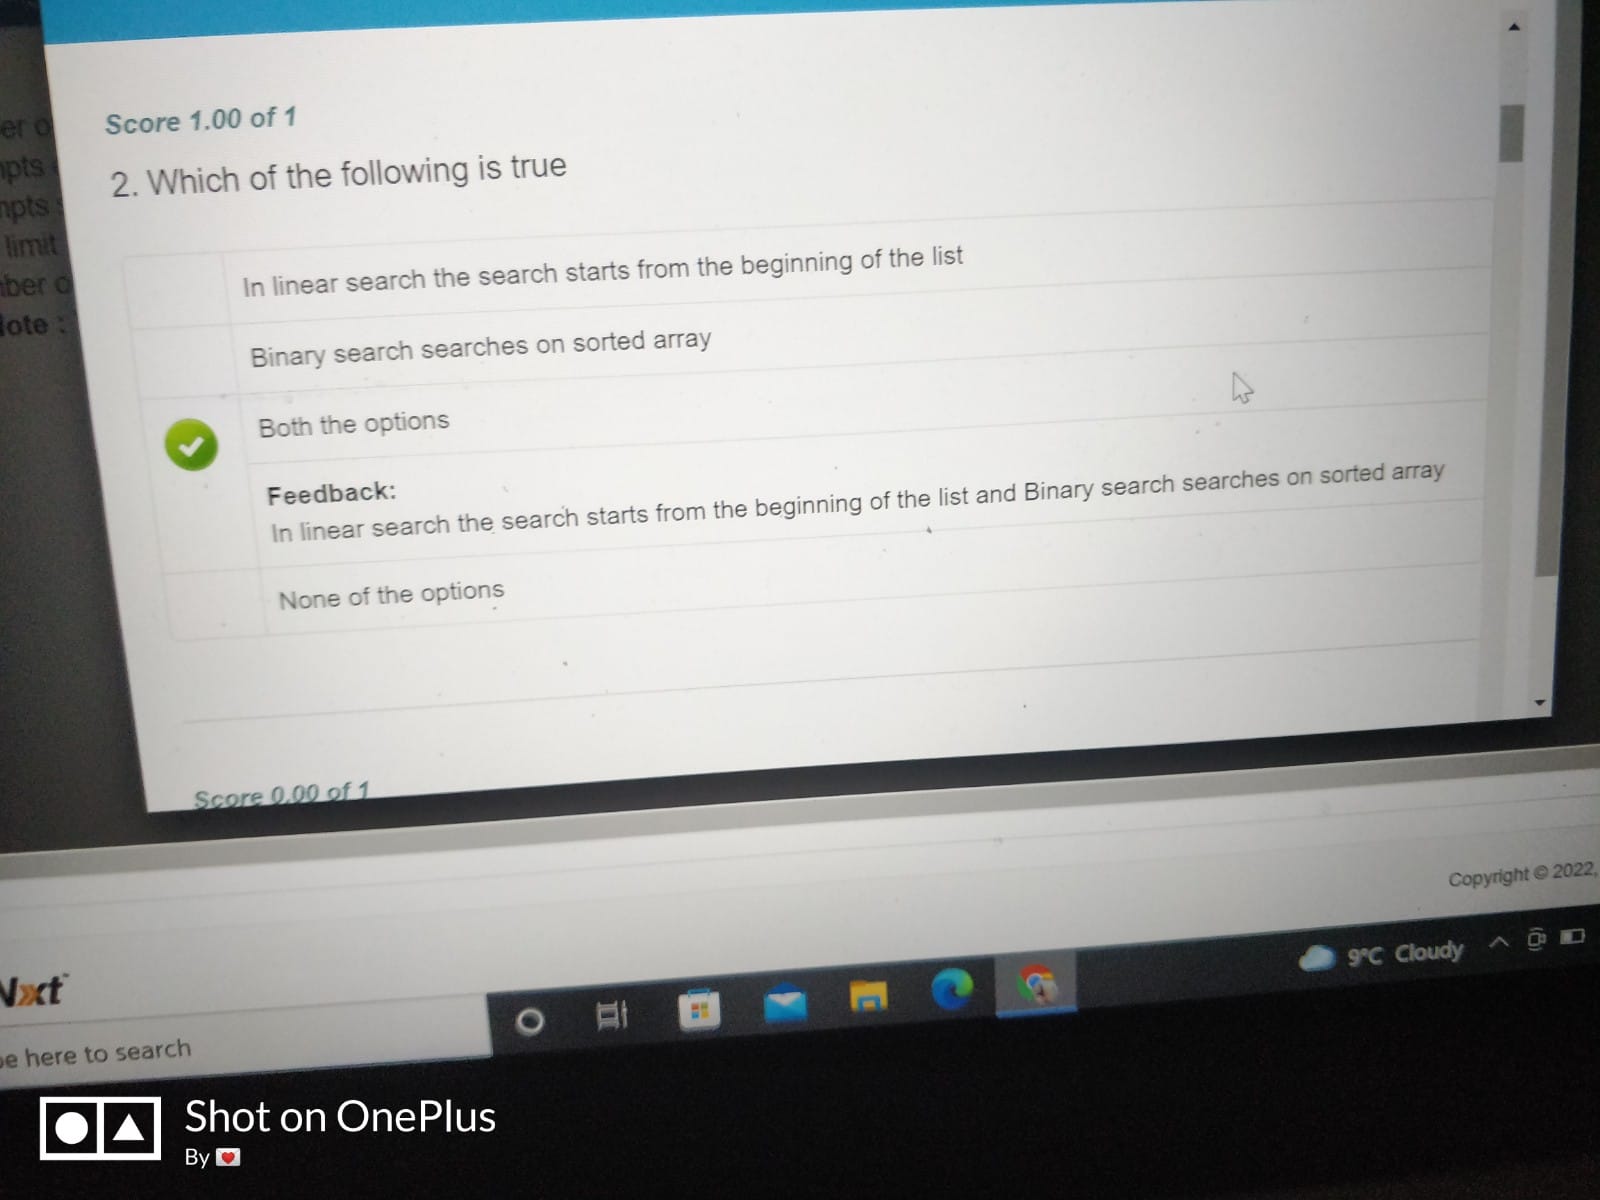 Score 1.00 of 1
2. Which of the following is true
In linear search the search starts from the beginning of the list
Binary search searches on sorted array
Both the options
Feedback:
In linear search the search starts from the beginning of the list and Binary search searches on sorted array
None of the options
Score 0.00 of 1
er o
npts
npts
limit
ber o
lote :
Copyright © 2022,
Nxt
9°C Cloudy
pe here to search
Shot on OnePlus
By 💌